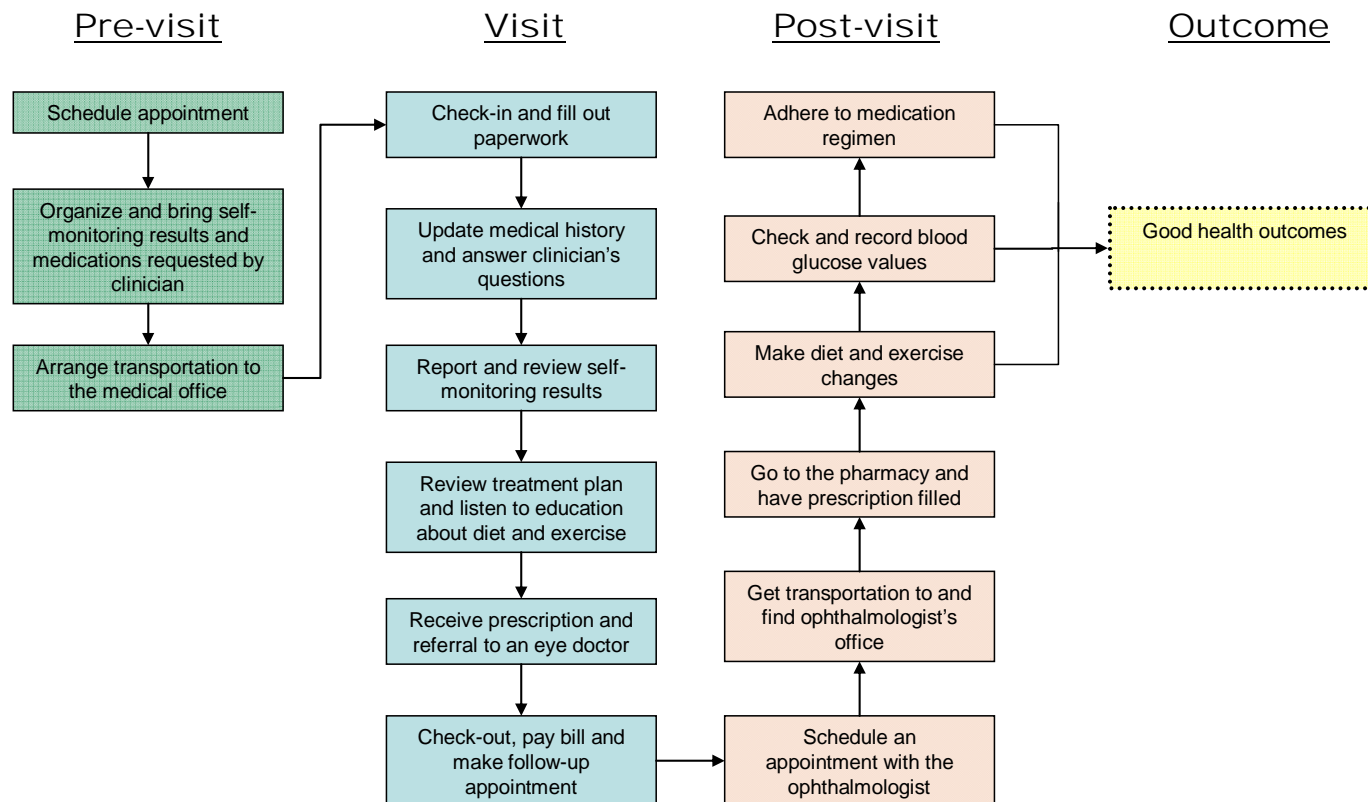 Pre-visit
Visit
Post-visit
Outcome
Schedule appointment
Organize and bring self-
monitoring results and
medications requested by
clinician
Arrange transportation to
the medical office
Check-in and fill out
paperwork
Update medical history
and answer clinician's
questions
Report and review self-
monitoring results
Review treatment plan
and listen to education
about diet and exercise
Receive prescription and
referral to an eye doctor
Check-out, pay bill and
make follow-up
appointment
Adhere to medication
regimen
Check and record blood
glucose values
Make diet and exercise
changes
Go to the pharmacy and
have prescription filled
Get transportation to and
find ophthalmologist's
office
Schedule an
appointment with the
ophthalmologist
Good health outcomes